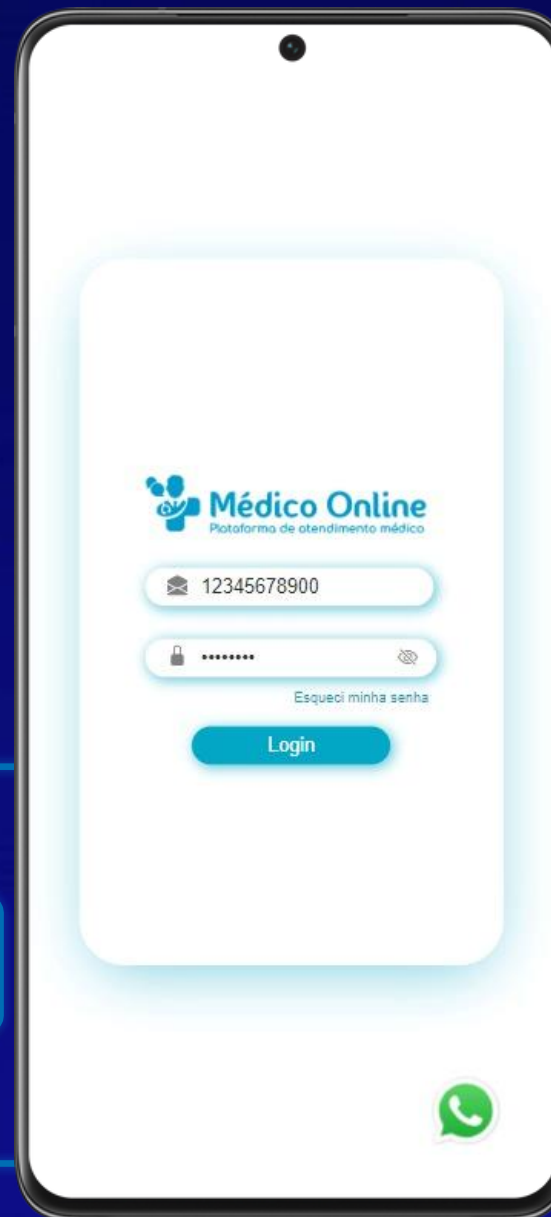 Médico Online
Plataforma de atendimento médico
12345678900
••••••••
Esqueci minha senha
Login